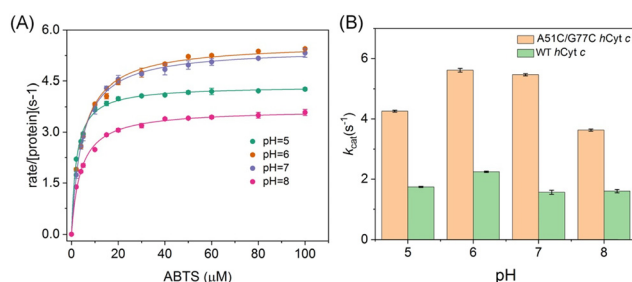 (A)
rate/[protein](s-1)
6.0
4.5
3.0
1.5
0.0
pH=5
pH=6
pH=7
pH=8
0 20 40 60 80 100
ABTS (μM)
(B)
A51C/G77C hCyt c
WT hCyt c
kcat(s-1)
6
4
2
0
5 6 7 8
pH